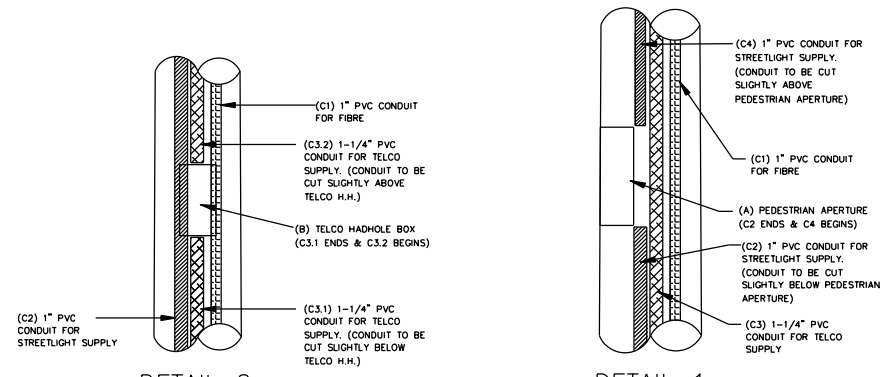 (C1) 1" PVC CONDUIT
FOR FIBRE
(C3.2) 1-1/4" PVC
CONDUIT FOR TELCO
SUPPLY. (CONDUIT TO BE
CUT SLIGHTLY ABOVE
TELCO H.H.)
(B) TELCO HADHOLE BOX
(C3.1 ENDS & C3.2 BEGINS)
(C3.1) 1-1/4" PVC
CONDUIT FOR TELCO
SUPPLY. (CONDUIT TO BE
CUT SLIGHTLY BELOW
TELCO H.H.)
(C2) 1" PVC
CONDUIT FOR
STREETLIGHT SUPPLY
(C4) 1" PVC CONDUIT FOR
STREETLIGHT SUPPLY.
(CONDUIT TO BE CUT
SLIGHTLY ABOVE
PEDESTRIAN APERTURE)
(C1) 1" PVC CONDUIT
FOR FIBRE
(A) PEDESTRIAN APERTURE
(C2 ENDS & C4 BEGINS)
(C2) 1" PVC CONDUIT FOR
STREETLIGHT SUPPLY.
(CONDUIT TO BE CUT
SLIGHTLY BELOW PEDESTRIAN
APERTURE)
(C3) 1-1/4" PVC
CONDUIT FOR TELCO
SUPPLY
DETAIL
DETAIL 1